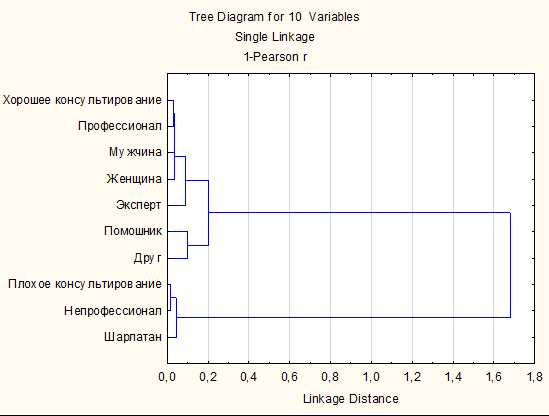 Tree Diagram for 10 Variables
Single Linkage
1-Pearson r
Хорошее консультирование
Профессионал
Мужчина
Женщина
Эксперт
Помошник
Друг
Плохое консультирование
Непрофессионал
Шарлатан
0,0 0,2 0,4 0,6 0,8 1,0 1,2 1,4 1,6 1,8
Linkage Distance